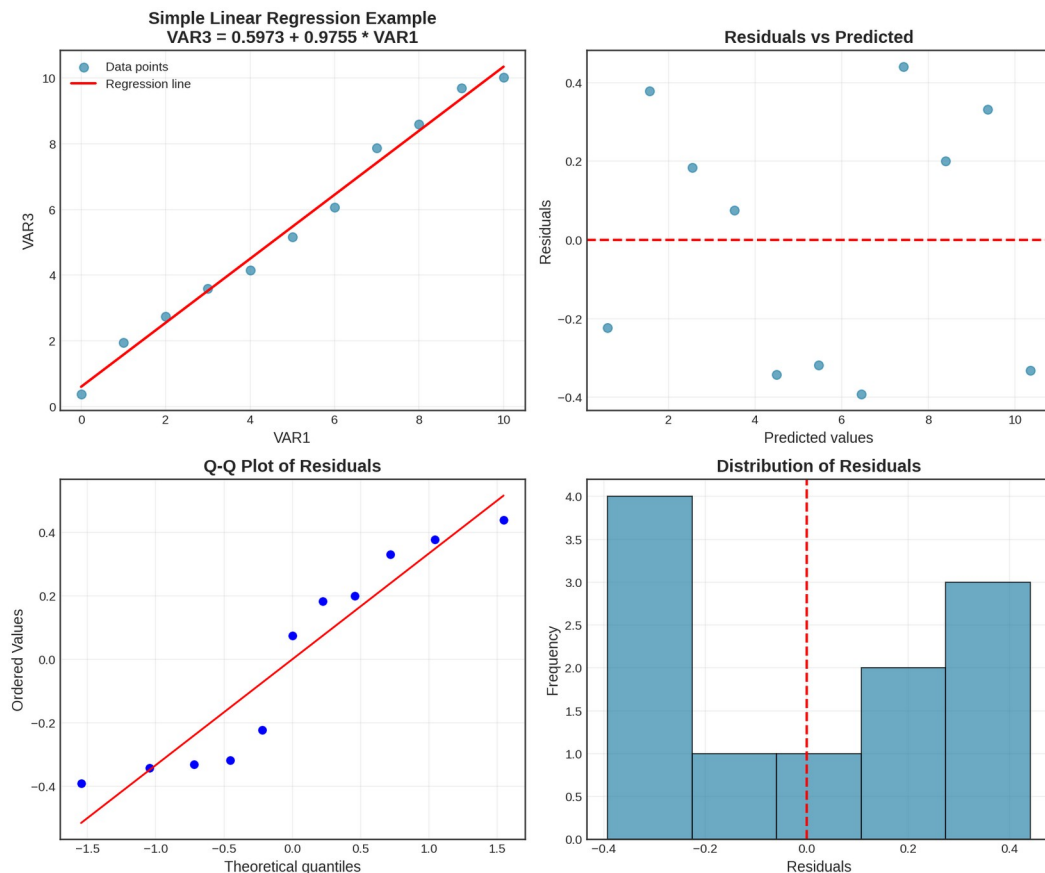 Simple Linear Regression Example
VAR3 = 0.5973 + 0.9755 * VAR1
Data points
Regression line
10
8
6
4
2
0
VAR3
0 2 4 6 8 10
VAR1
Residuals vs Predicted
0.4
0.2
0.0
−0.2
−0.4
Residuals
2 4 6 8 10
Predicted values
Q-Q Plot of Residuals
0.4
0.2
0.0
−0.2
−0.4
Ordered Values
−1.5 −1.0 −0.5 0.0 0.5 1.0 1.5
Theoretical quantiles
Distribution of Residuals
4.0
3.5
3.0
2.5
2.0
1.5
1.0
0.5
0.0
Frequency
−0.4 −0.2 0.0 0.2 0.4
Residuals